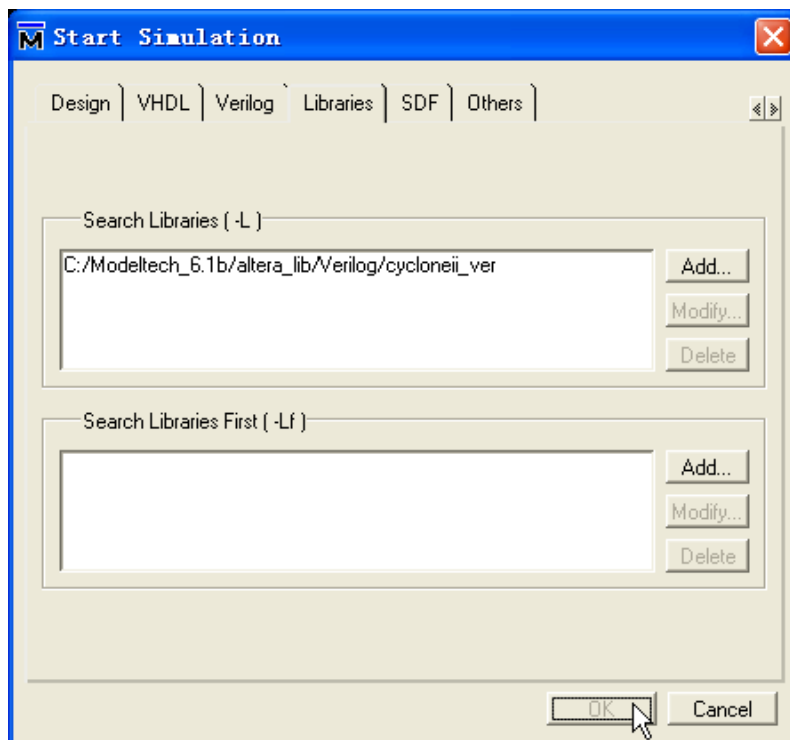 Start Simulation
Design VHDL Verilog Libraries SDF Others
Search Libraries ( -L )
C:/Modeltech_6.1b/altera_lib/Verilog/cycloneii_ver
Add...
Modify...
Delete
Search Libraries First ( -Lf )
Add...
Modify...
Delete
OK Cancel